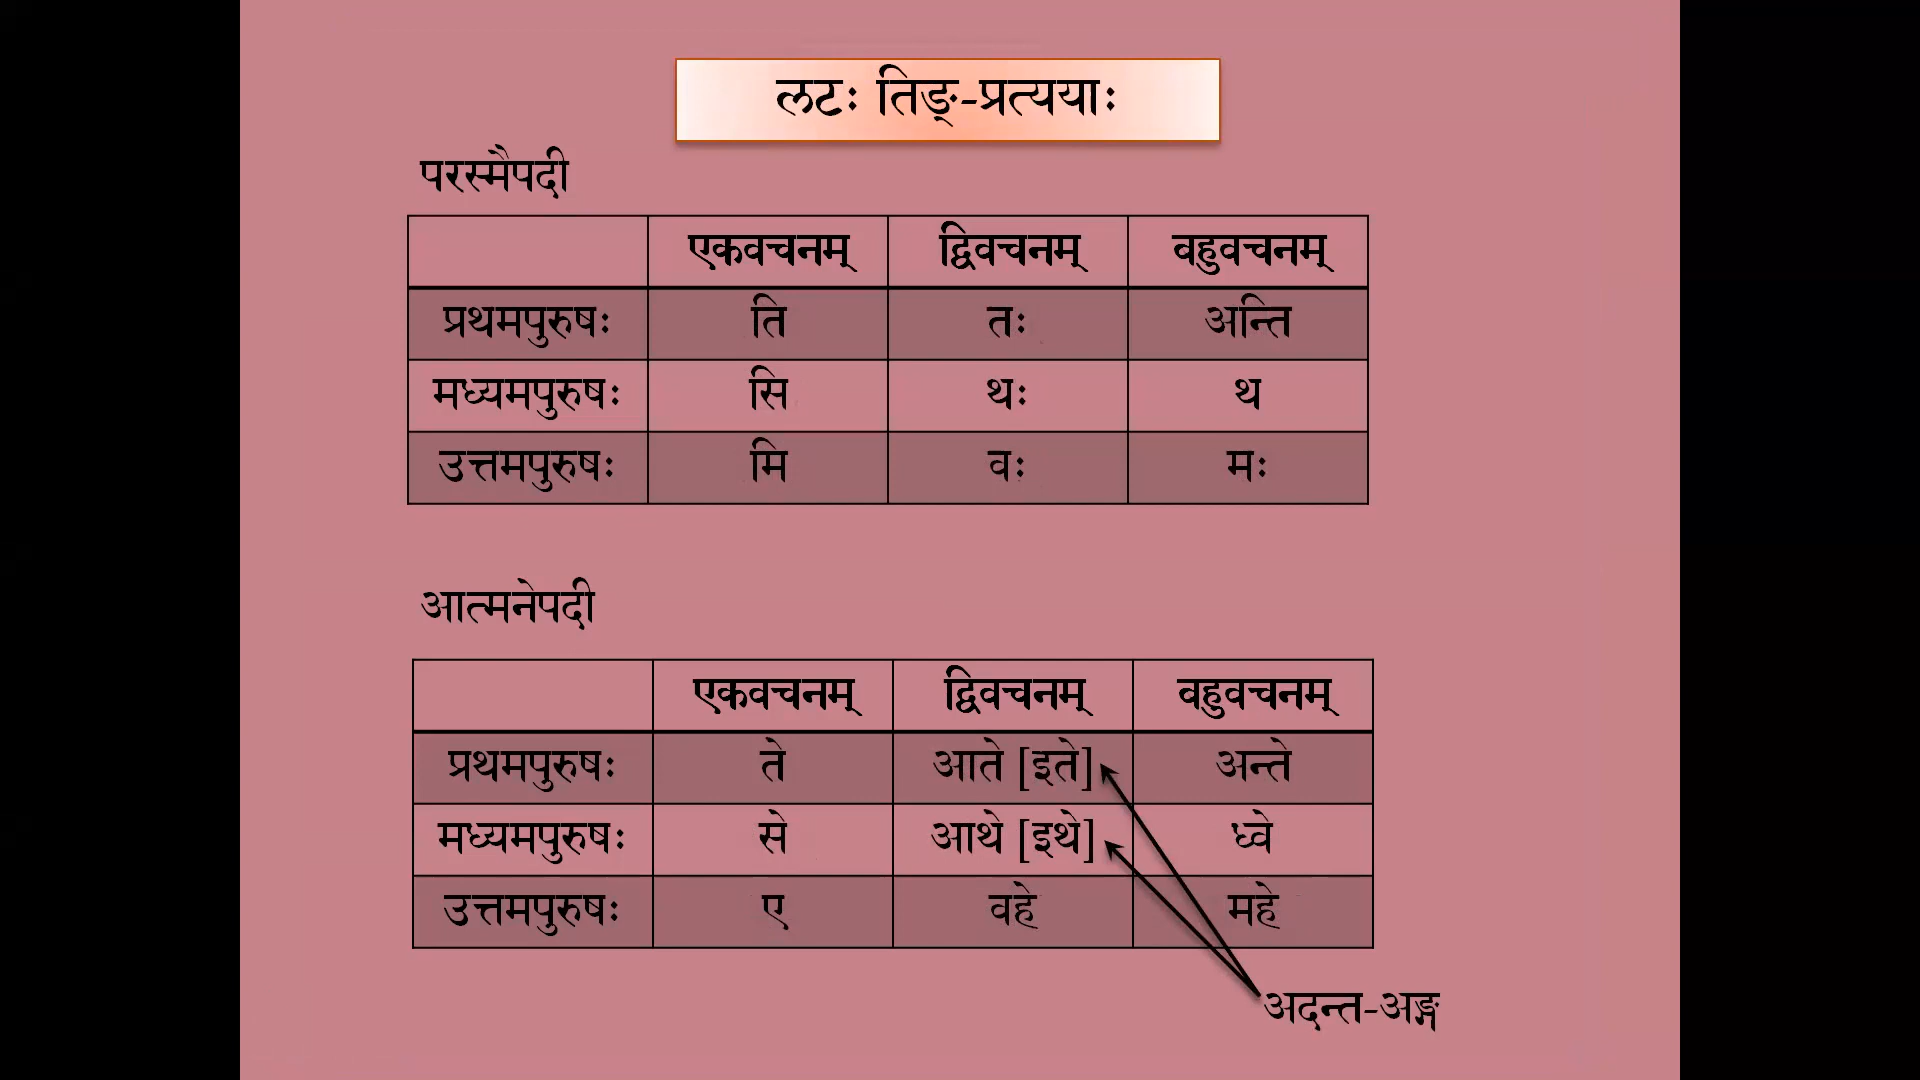 लटः तिङ्-प्रत्ययाः
परस्मैपदी
एकवचनम् द्विवचनम् वहुवचनम्
प्रथमपुरुषः ति तः अन्ति
मध्यमपुरुषः सि थः थ
उत्तमपुरुषः मि वः मः
आत्मनेपदी
एकवचनम् द्विवचनम् वहुवचनम्
प्रथमपुरुषः ते आते [इते] अन्ते
मध्यमपुरुषः से आथे [इथे] ध्वे
उत्तमपुरुषः ए वहे महे
अदन्त-अङ्ग